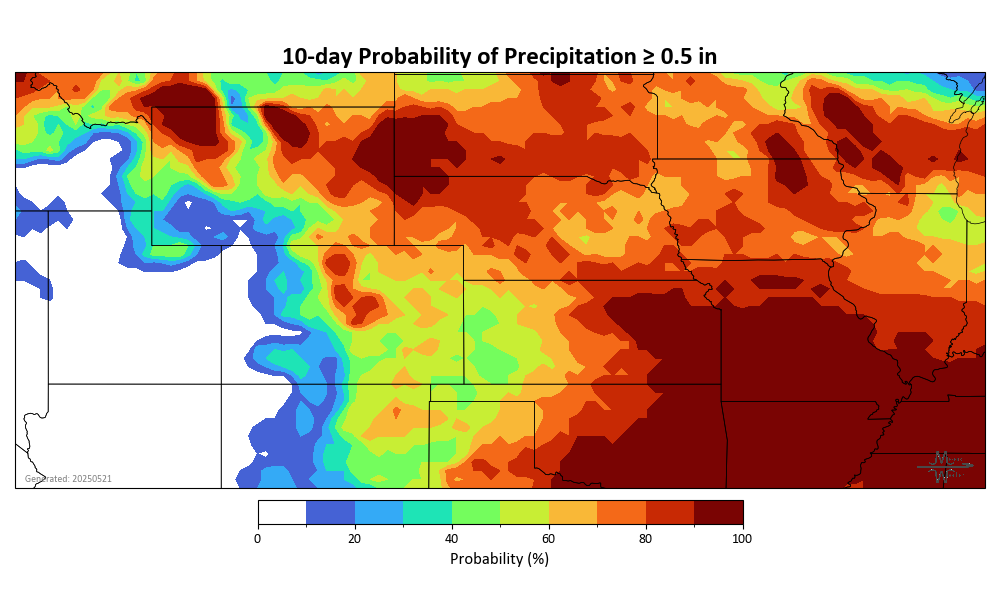 10-day Probability of Precipitation ≥ 0.5 in
Generated: 20250521
0 20 40 60 80 100
Probability (%)